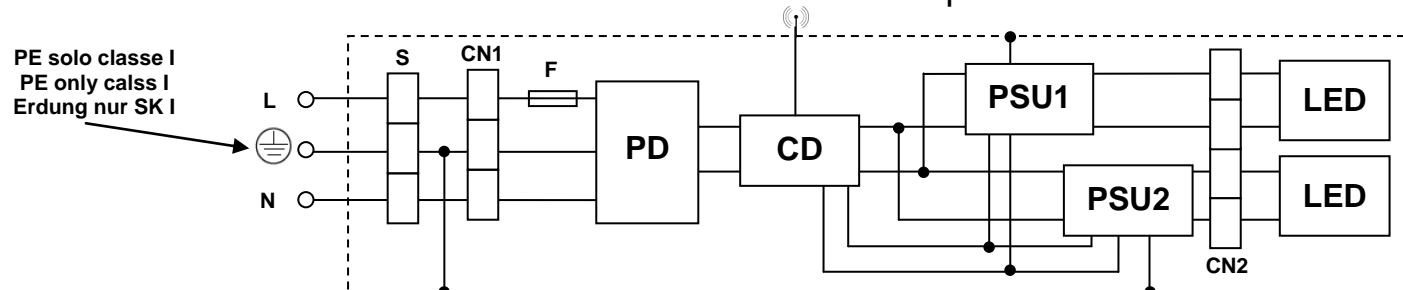 PE solo classe I
PE only calss I
Erdung nur SK I
L
N
S
CN1
F
PD
CD
PSU1
PSU2
CN2
LED
LED